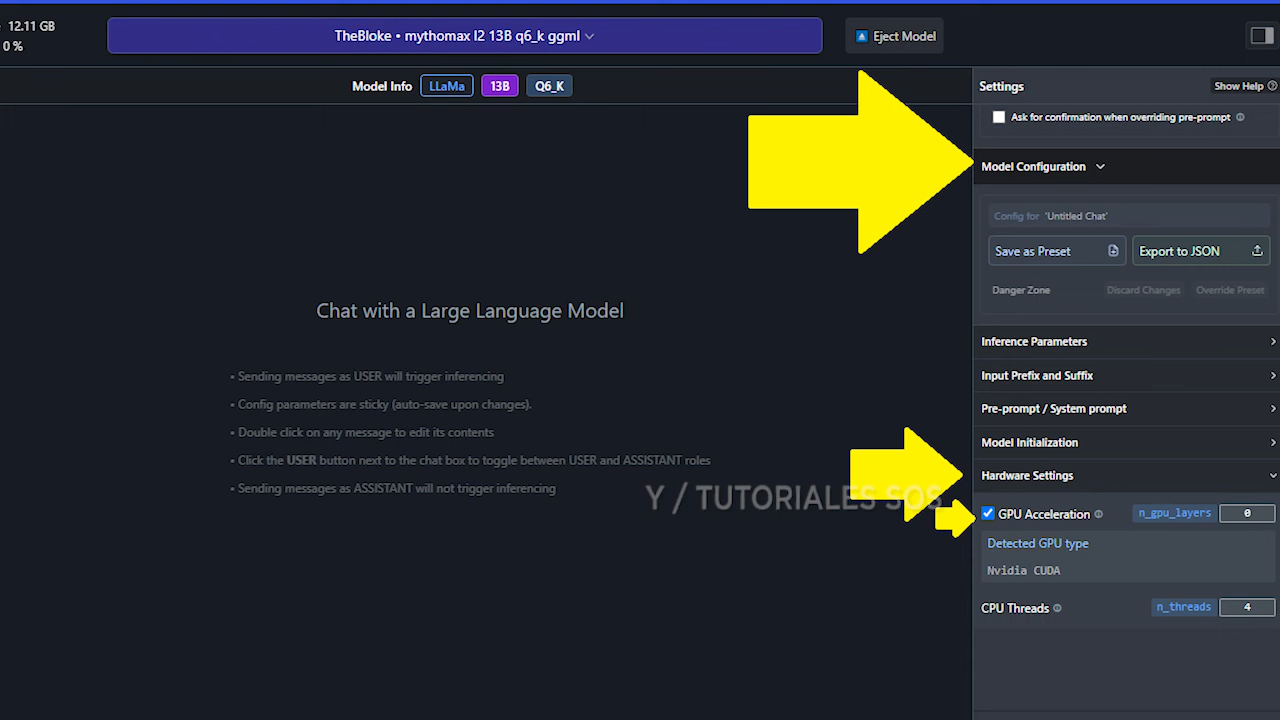 12.11 GB
0 %
TheBloke • mythomax l2 13B q6_k ggml
Eject Model
Model Info LLaMa 13B Q6_K
Settings
Show Help
Ask for confirmation when overriding pre-prompt
Model Configuration
Config for 'Untitled Chat'
Save as Preset
Export to JSON
Danger Zone
Discard Changes
Override Preset
Chat with a Large Language Model
• Sending messages as USER will trigger inferencing
• Config parameters are sticky (auto-save upon changes).
• Double click on any message to edit its contents
• Click the USER button next to the chat box to toggle between USER and ASSISTANT roles
• Sending messages as ASSISTANT will not trigger inferencing
Inference Parameters
Input Prefix and Suffix
Pre-prompt / System prompt
Model Initialization
Hardware Settings
Y / TUTORIALES SOS
GPU Acceleration n_gpu_layers 0
Detected GPU type
Nvidia CUDA
CPU Threads n_threads 4